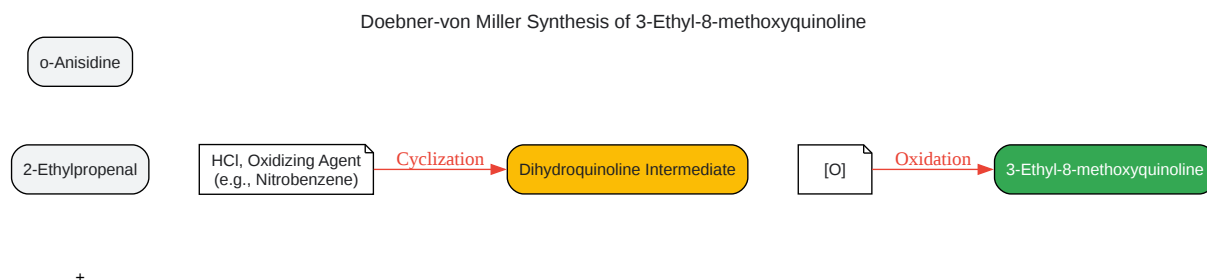 Doebner-von Miller Synthesis of 3-Ethyl-8-methoxyquinoline
o-Anisidine
2-Ethylpropenal
HCl, Oxidizing Agent
(e.g., Nitrobenzene)
Cyclization
Dihydroquinoline Intermediate
[O]
Oxidation
3-Ethyl-8-methoxyquinoline
+